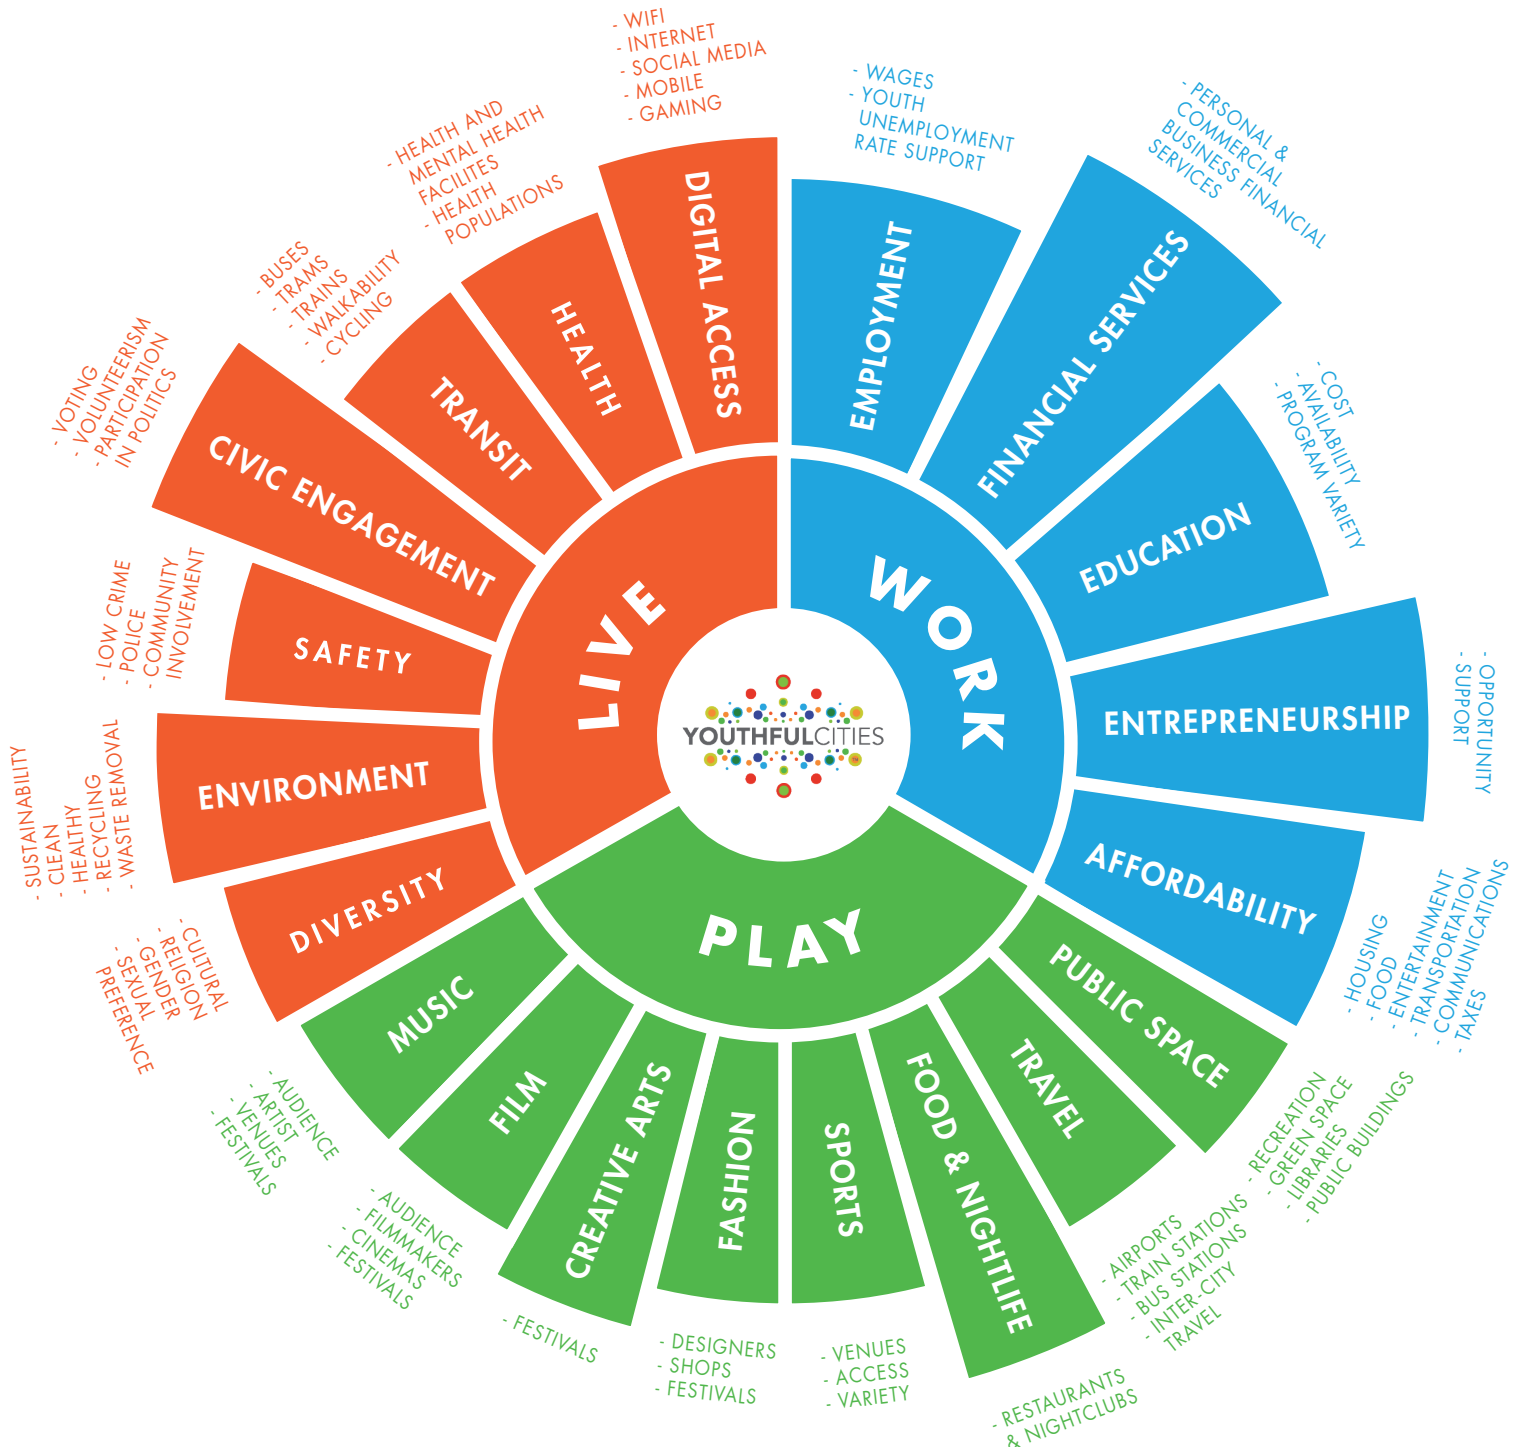 YOUTHFULCITIES
LIVE
DIGITAL ACCESS
- WIFI
- INTERNET
- SOCIAL MEDIA
- MOBILE
- GAMING
HEALTH
- HEALTH AND
MENTAL HEALTH
FACILITES
- HEALTH
POPULATIONS
TRANSIT
- BUSES
- TRAMS
- TRAINS
- WALKABILITY
- CYCLING
CIVIC ENGAGEMENT
- VOTING
- VOLUNTEERISM
- PARTICIPATION
IN POLITICS
SAFETY
- LOW CRIME
- POLICE
- COMMUNITY
INVOLVEMENT
ENVIRONMENT
- SUSTAINABILITY
- CLEAN
- HEALTHY
- RECYCLING
- WASTE REMOVAL
DIVERSITY
- CULTURAL
- RELIGION
- GENDER
- SEXUAL
PREFERENCE
WORK
EMPLOYMENT
- WAGES
- YOUTH
UNEMPLOYMENT
RATE SUPPORT
FINANCIAL SERVICES
- PERSONAL &
COMMERCIAL
BUSINESS FINANCIAL
SERVICES
EDUCATION
- COST
- AVAILABILITY
- PROGRAM VARIETY
ENTREPRENEURSHIP
- OPPORTUNITY
- SUPPORT
AFFORDABILITY
- HOUSING
- FOOD
- ENTERTAINMENT
- TRANSPORTATION
- COMMUNICATIONS
- TAXES
PLAY
PUBLIC SPACE
- RECREATION
- GREEN SPACE
- LIBRARIES
- PUBLIC BUILDINGS
TRAVEL
- AIRPORTS
- TRAIN STATIONS
- BUS STATIONS
- INTER-CITY
TRAVEL
FOOD & NIGHTLIFE
- RESTAURANTS
& NIGHTCLUBS
SPORTS
- VENUES
- ACCESS
- VARIETY
FASHION
- DESIGNERS
- SHOPS
- FESTIVALS
CREATIVE ARTS
- FESTIVALS
FILM
- AUDIENCE
- FILMMAKERS
- CINEMAS
- FESTIVALS
MUSIC
- AUDIENCE
- ARTIST
- VENUES
- FESTIVALS